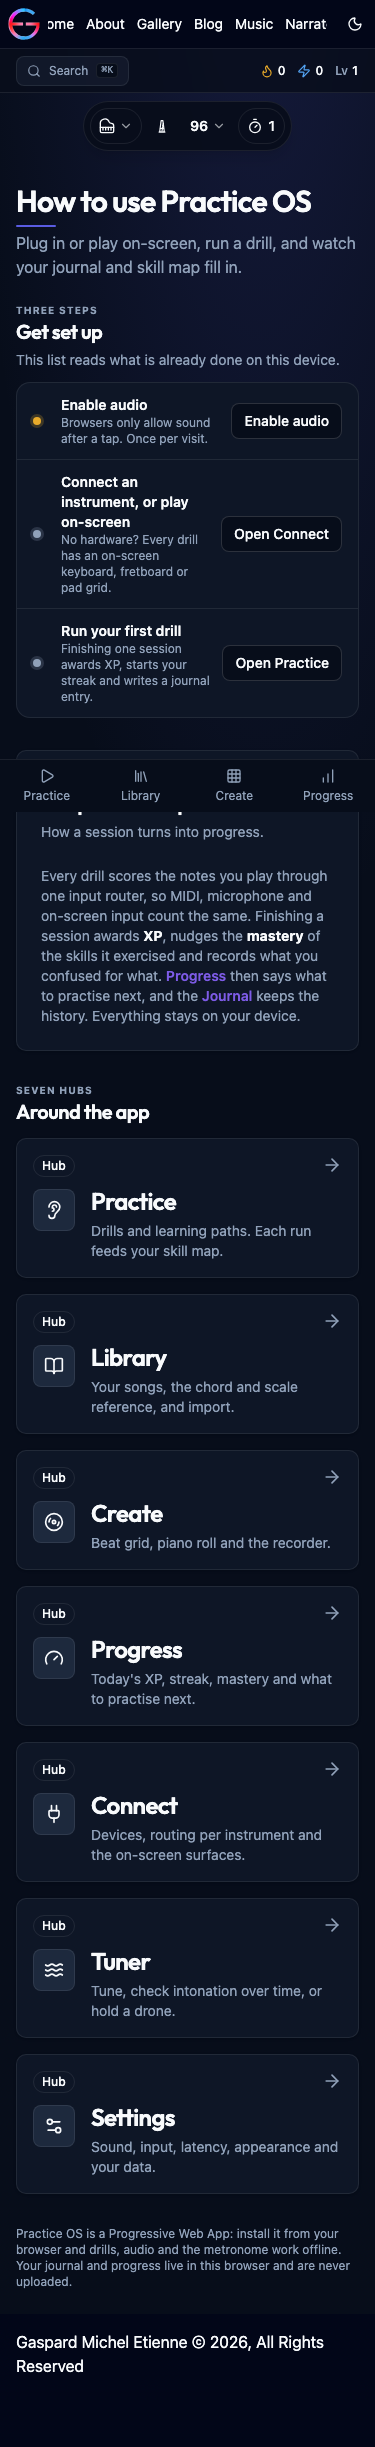 ome About Gallery Blog Music Narrat
Search ⌘K 0 0 Lv 1
96 1
How to use Practice OS
Plug in or play on-screen, run a drill, and watch
your journal and skill map fill in.
THREE STEPS
Get set up
This list reads what is already done on this device.
Enable audio
Browsers only allow sound
after a tap. Once per visit.
Enable audio
Connect an
instrument, or play
on-screen
No hardware? Every drill
has an on-screen
keyboard, fretboard or
pad grid.
Open Connect
Run your first drill
Finishing one session
awards XP, starts your
streak and writes a journal
entry.
Open Practice
Practice Library Create Progress
How a session turns into progress.
Every drill scores the notes you play through
one input router, so MIDI, microphone and
on-screen input count the same. Finishing a
session awards XP, nudges the mastery of
the skills it exercised and records what you
confused for what. Progress then says what
to practise next, and the Journal keeps the
history. Everything stays on your device.
SEVEN HUBS
Around the app
Hub
Practice
Drills and learning paths. Each run
feeds your skill map.
Hub
Library
Your songs, the chord and scale
reference, and import.
Hub
Create
Beat grid, piano roll and the recorder.
Hub
Progress
Today's XP, streak, mastery and what
to practise next.
Hub
Connect
Devices, routing per instrument and
the on-screen surfaces.
Hub
Tuner
Tune, check intonation over time, or
hold a drone.
Hub
Settings
Sound, input, latency, appearance and
your data.
Practice OS is a Progressive Web App: install it from your
browser and drills, audio and the metronome work offline.
Your journal and progress live in this browser and are never
uploaded.
Gaspard Michel Etienne © 2026, All Rights
Reserved